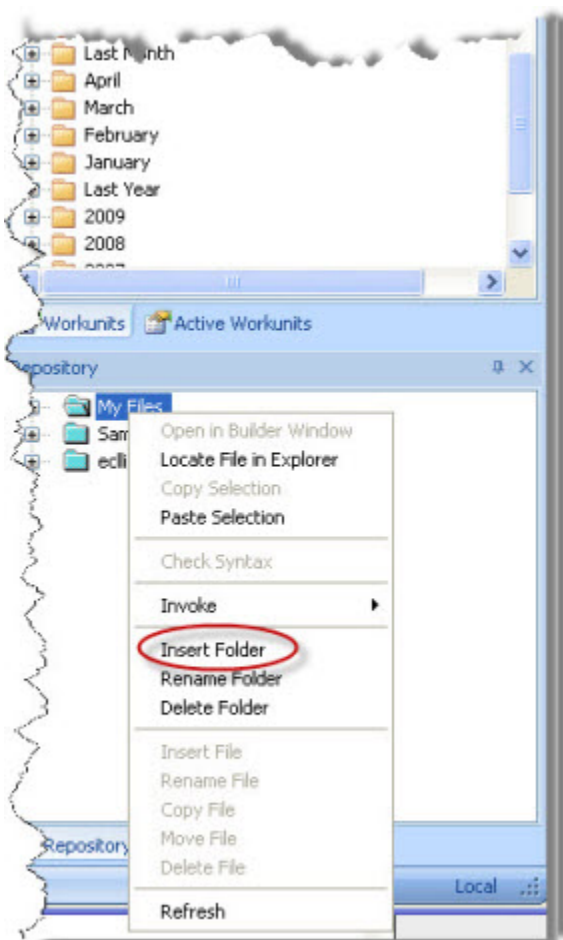 Last Month
April
March
February
January
Last Year
2009
2008
Workunits Active Workunits
Repository
My Files
Sam
ecli
Open in Builder Window
Locate File in Explorer
Copy Selection
Paste Selection
Check Syntax
Invoke
Insert Folder
Rename Folder
Delete Folder
Insert File
Rename File
Copy File
Move File
Delete File
Refresh
Repository
Local